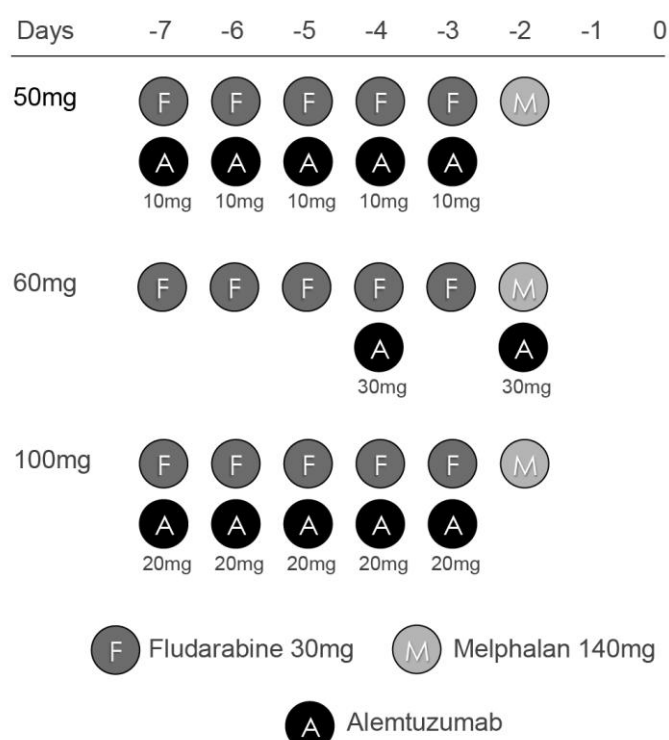 Days -7 -6 -5 -4 -3 -2 -1 0
50mg F F F F F M
A A A A A
10mg 10mg 10mg 10mg 10mg
60mg F F F F F M
A A
30mg 30mg
100mg F F F F F M
A A A A A
20mg 20mg 20mg 20mg 20mg
F Fludarabine 30mg M Melphalan 140mg
A Alemtuzumab